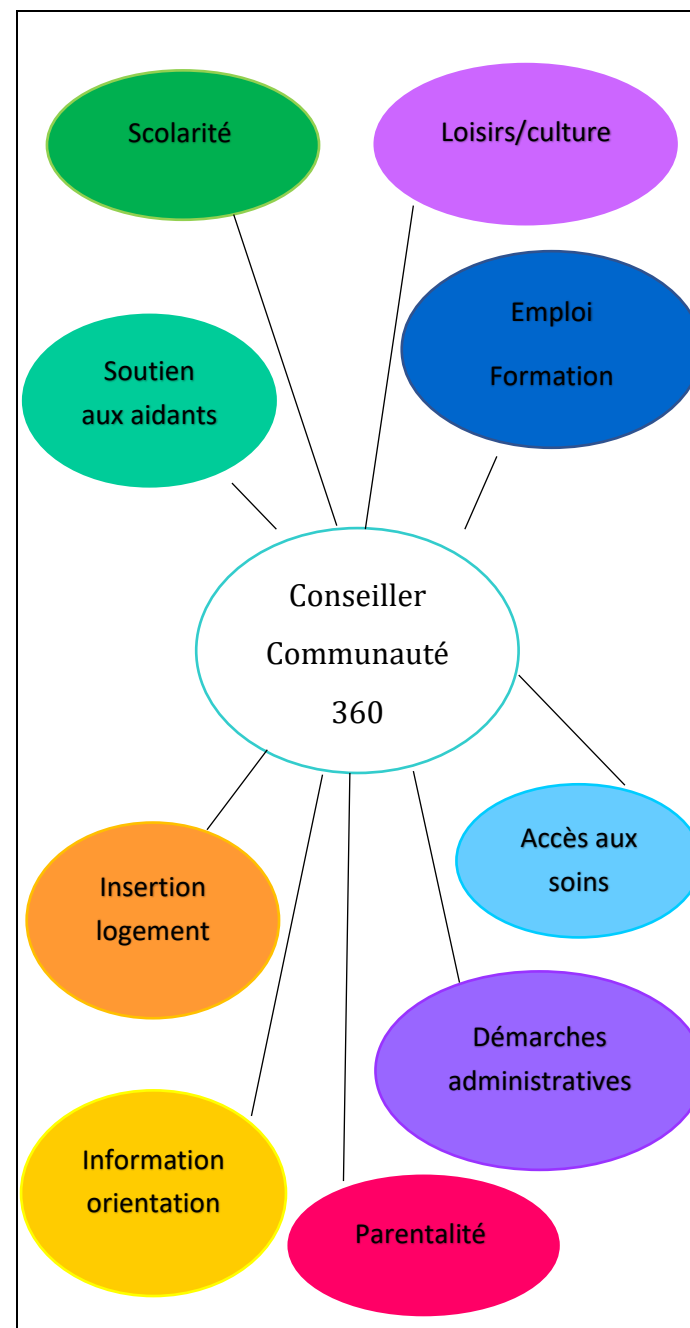 Scolarité
Loisirs/culture
Emploi
Formation
Soutien
aux aidants
Conseiller
Communauté
360
Accès aux
soins
Insertion
logement
Démarches
administratives
Information
orientation
Parentalité